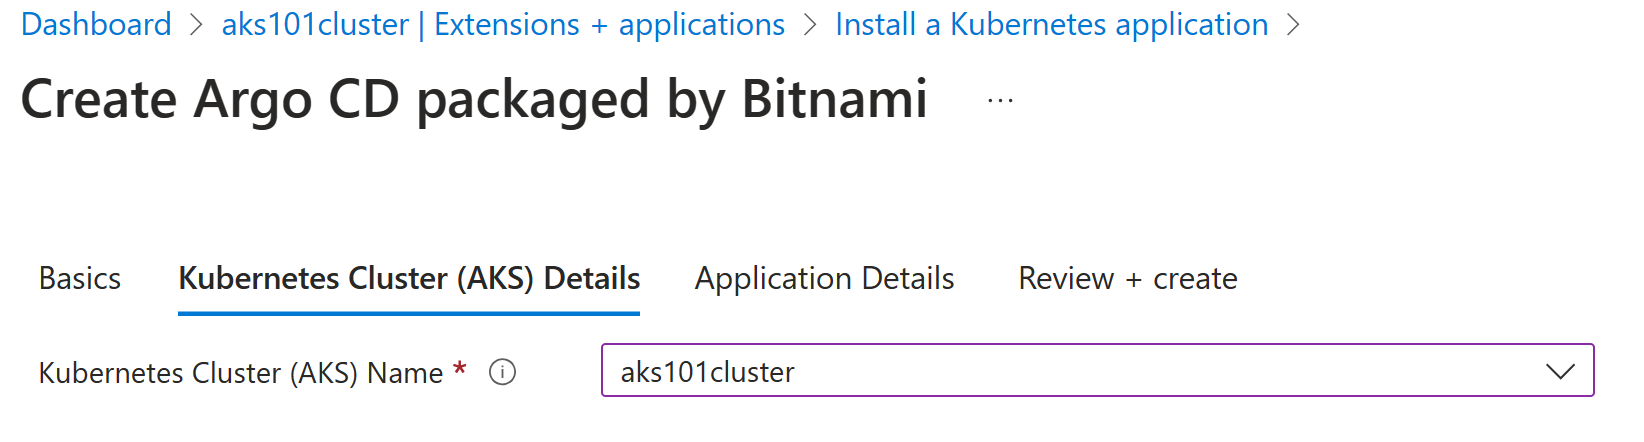 Dashboard > aks101cluster | Extensions + applications > Install a Kubernetes application >
Create Argo CD packaged by Bitnami ...
Basics Kubernetes Cluster (AKS) Details Application Details Review + create
Kubernetes Cluster (AKS) Name * aks101cluster